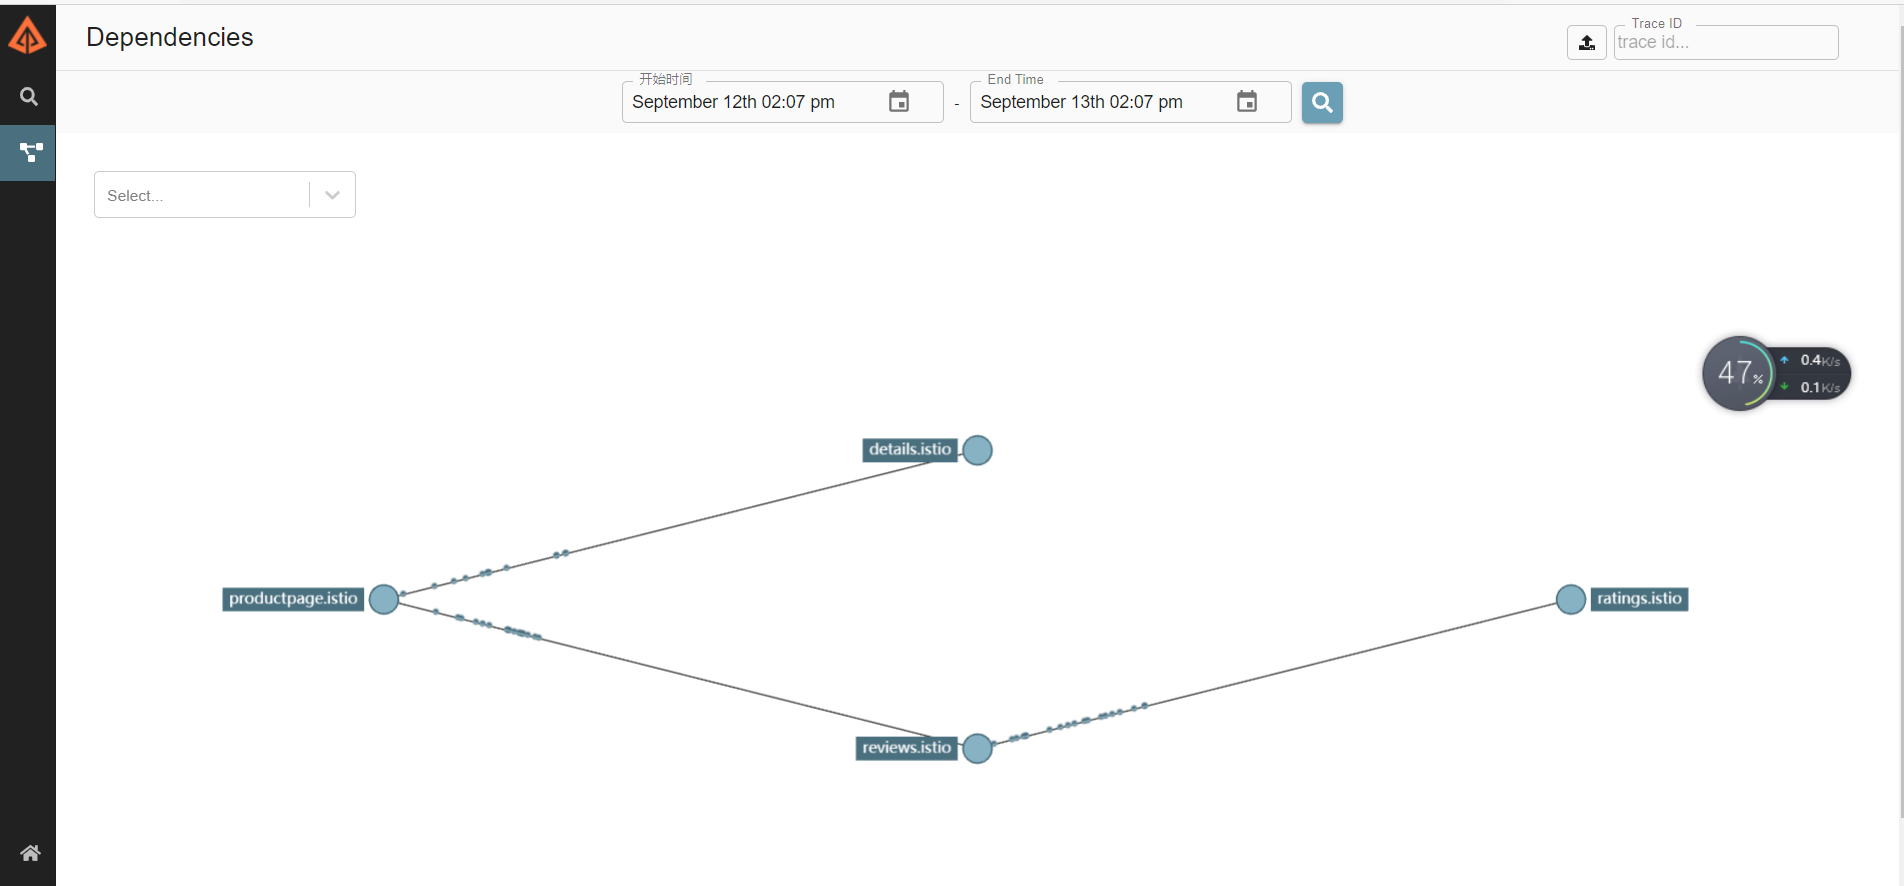 Dependencies
Trace ID
trace id...
开始时间
September 12th 02:07 pm
-
End Time
September 13th 02:07 pm
Select...
47%
0.4K/s
0.1K/s
details.istio
productpage.istio
ratings.istio
reviews.istio